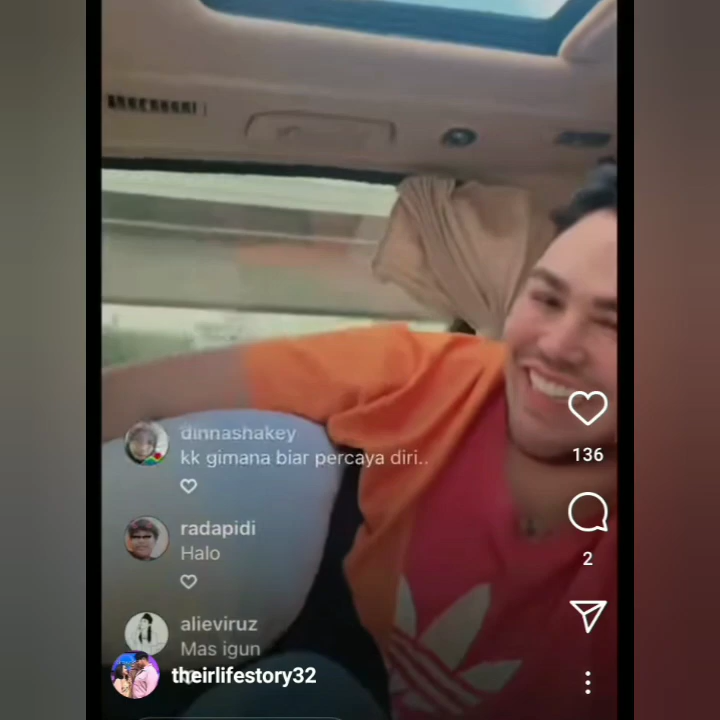 dinnashakey
kk gimana biar percaya diri..
radapidi
Halo
alieviruz
Mas igun
theirlifestory32
136
2